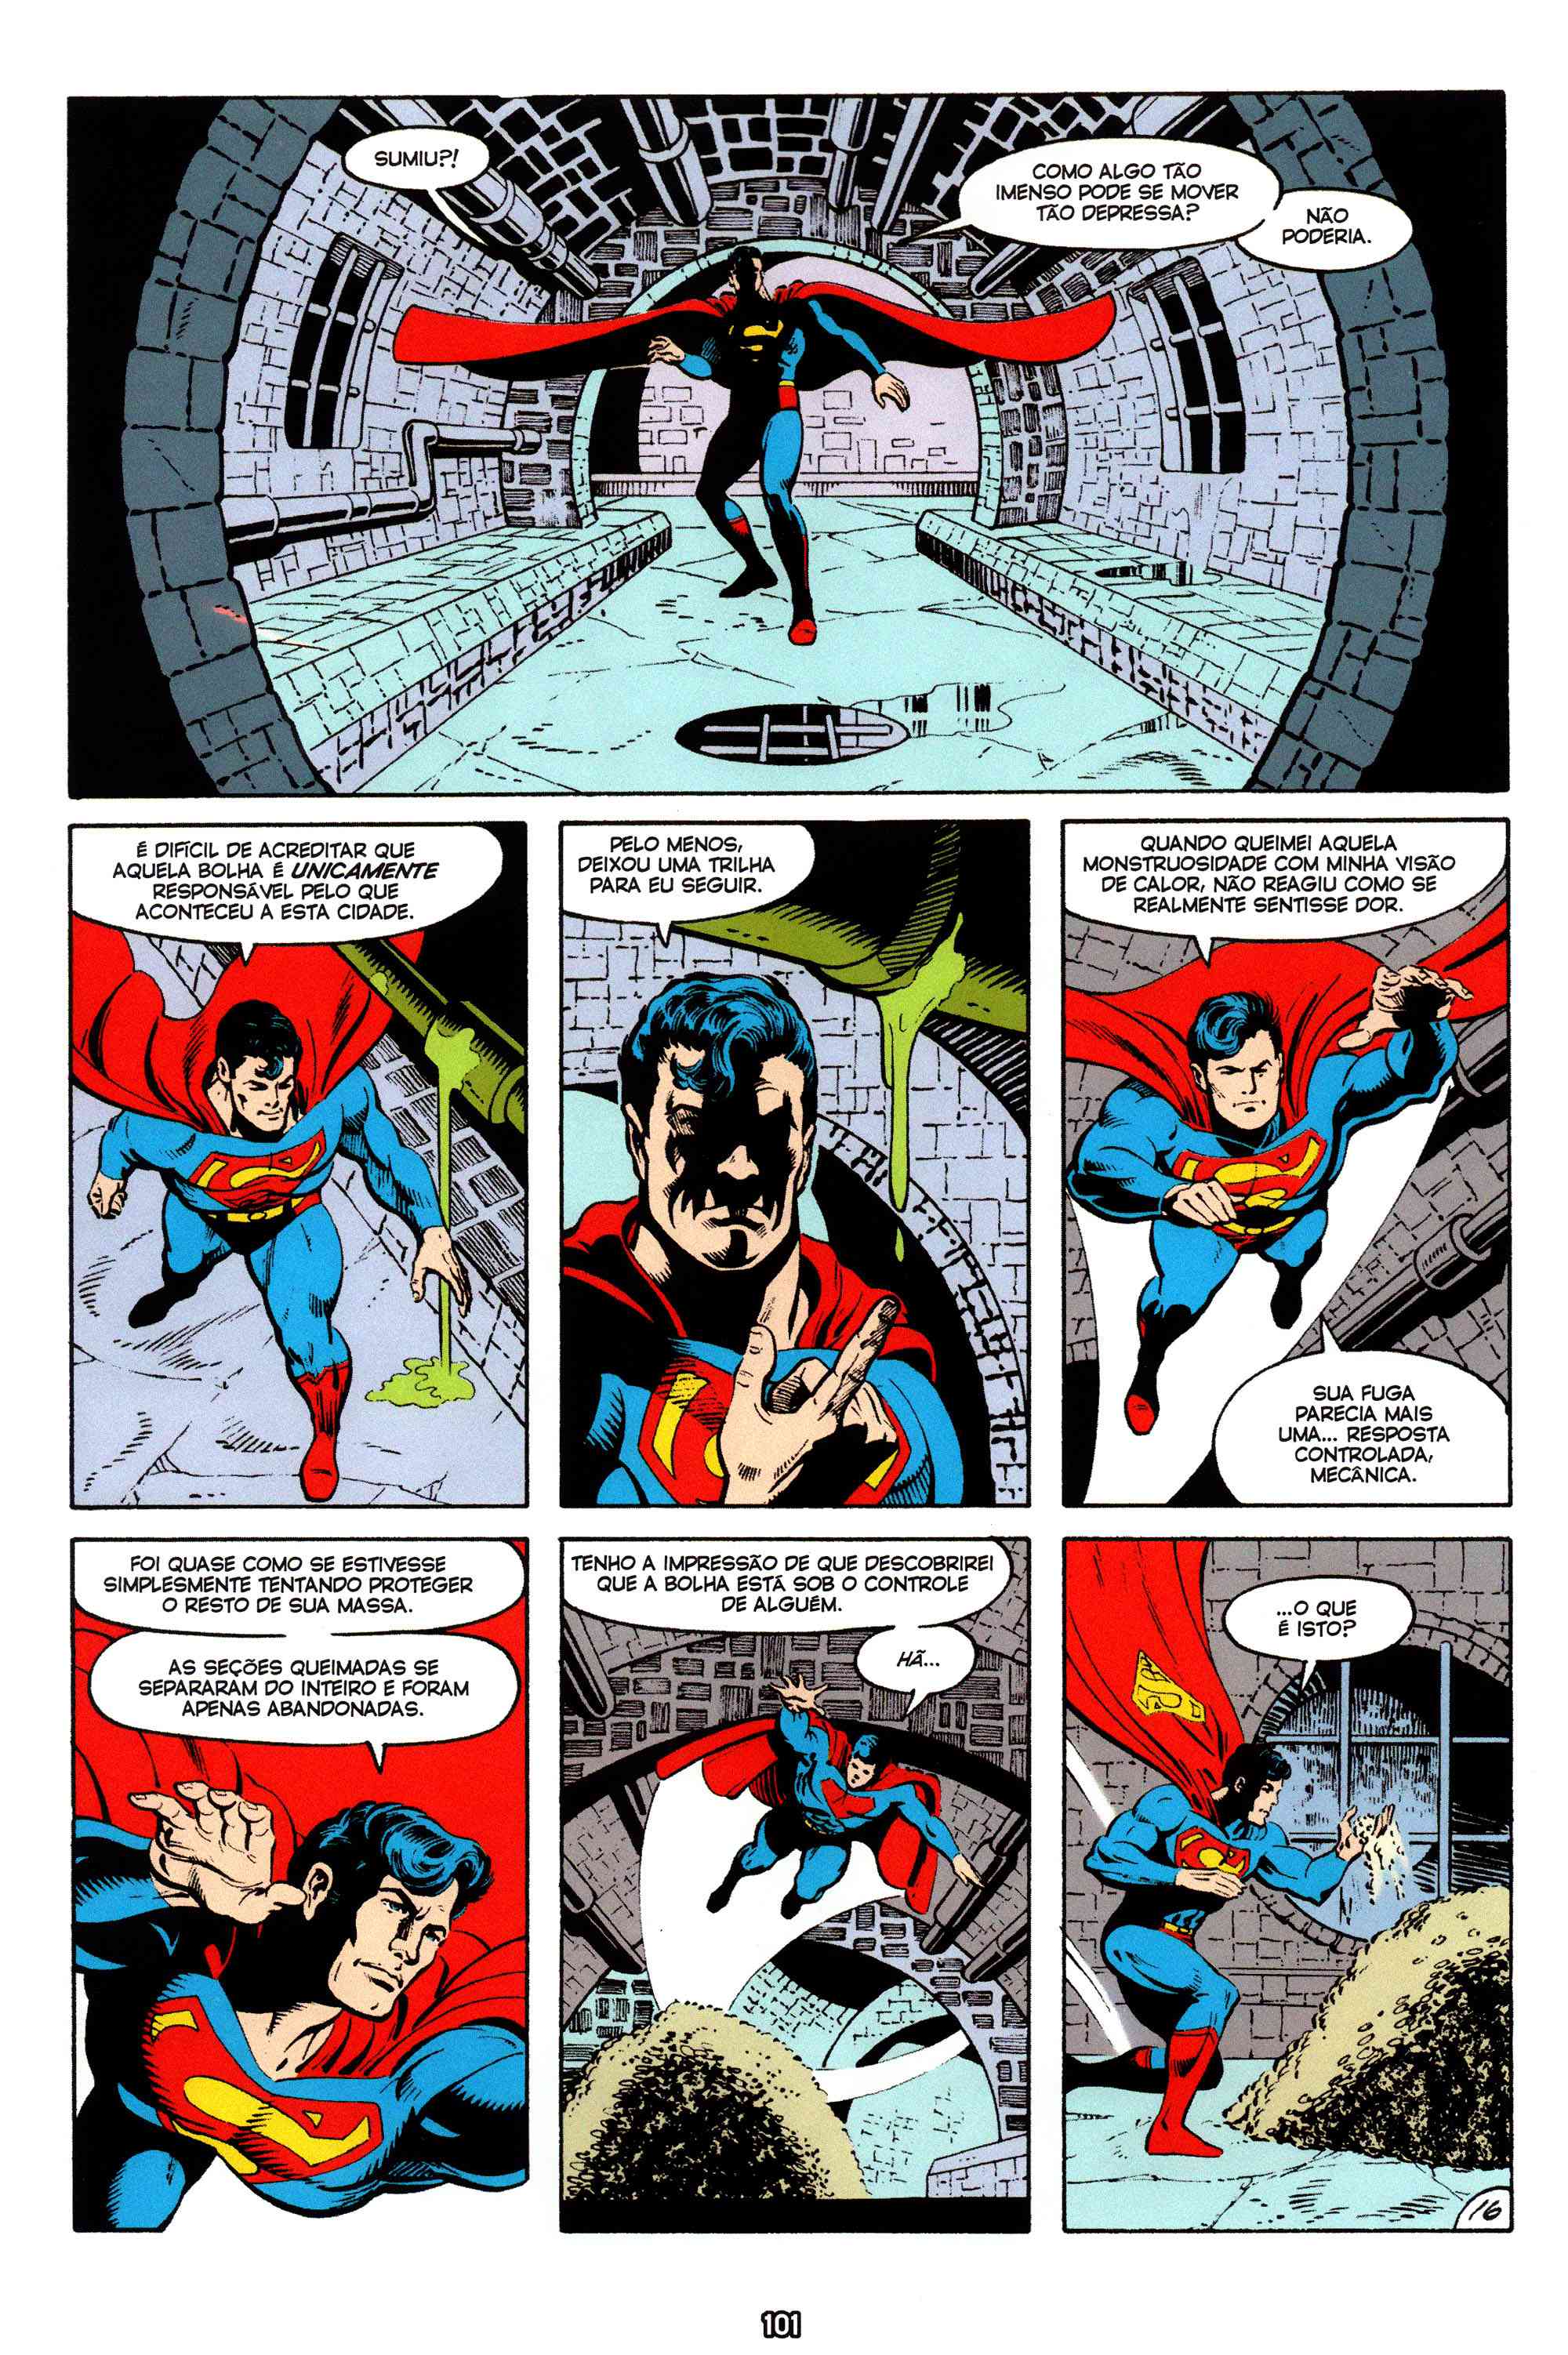 SUMIU?!
COMO ALGO TÃO
IMENSO PODE SE MOVER
TÃO DEPRESSA?
NÃO
PODERIA.
É DIFÍCIL DE ACREDITAR QUE
AQUELA BOLHA É UNICAMENTE
RESPONSÁVEL PELO QUE
ACONTECEU A ESTA CIDADE.
PELO MENOS,
DEIXOU UMA TRILHA
PARA EU SEGUIR.
QUANDO QUEIMEI AQUELA
MONSTRUOSIDADE COM MINHA VISÃO
DE CALOR, NÃO REAGIU COMO SE
REALMENTE SENTISSE DOR.
SUA FUGA
PARECIA MAIS
UMA... RESPOSTA
CONTROLADA,
MECÂNICA.
FOI QUASE COMO SE ESTIVESSE
SIMPLESMENTE TENTANDO PROTEGER
O RESTO DE SUA MASSA.
AS SEÇÕES QUEIMADAS SE
SEPARARAM DO INTEIRO E FORAM
APENAS ABANDONADAS.
TENHO A IMPRESSÃO DE QUE DESCOBRIREI
QUE A BOLHA ESTÁ SOB O CONTROLE
DE ALGUÉM.
HÃ...
...O QUE
É ISTO?
16
101